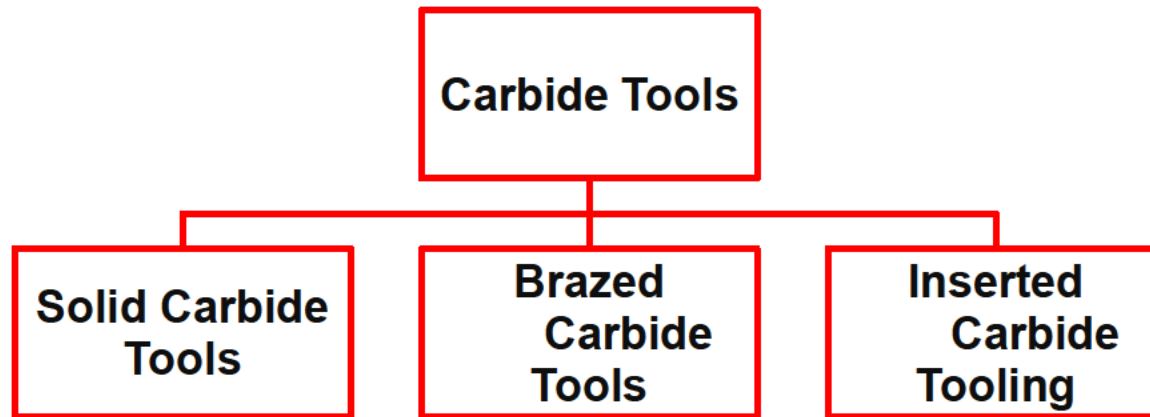 Carbide Tools
Solid Carbide
Tools
Brazed
Carbide
Tools
Inserted
Carbide
Tooling